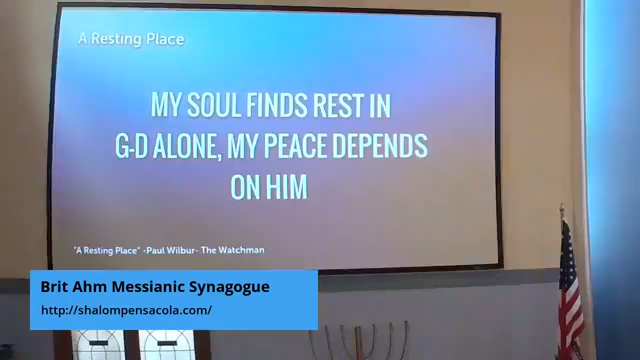 A Resting Place
MY SOUL FINDS REST IN
G-D ALONE, MY PEACE DEPENDS
ON HIM
"A Resting Place" -Paul Wilbur- The Watchman
Brit Ahm Messianic Synagogue
http://shalompensacola.com/